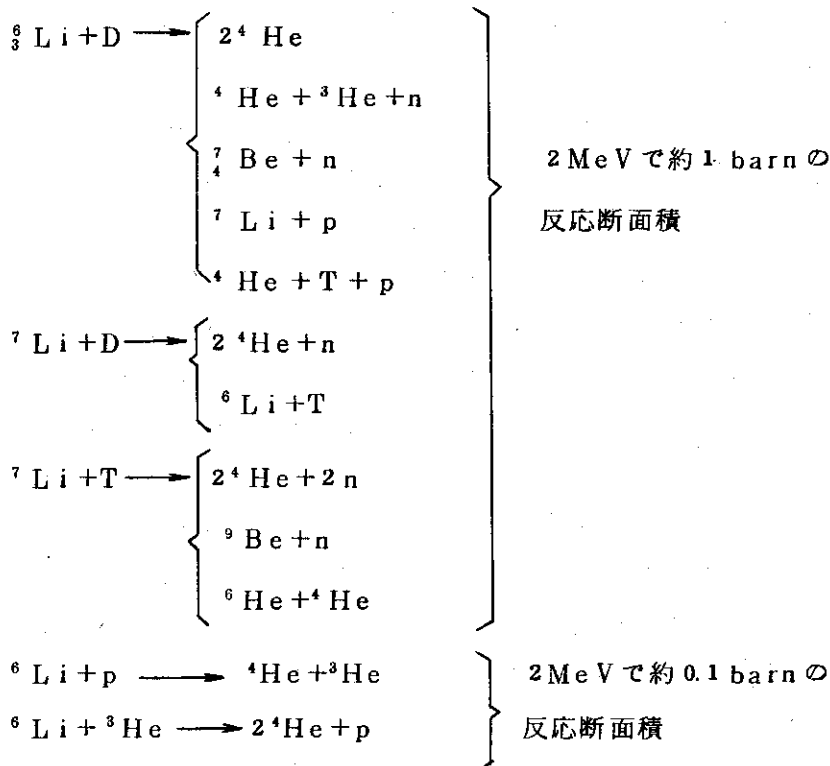 ⁶₃Li+D ⟶ 2⁴He
⁴He+³He+n
⁷₄Be+n
⁷Li+p
⁴He+T+p
2MeVで約1 barnの
反応断面積
⁷Li+D ⟶ 2⁴He+n
⁶Li+T
⁷Li+T ⟶ 2⁴He+2n
⁹Be+n
⁶He+⁴He
⁶Li+p ⟶ ⁴He+³He
⁶Li+³He ⟶ 2⁴He+p
2MeVで約0.1 barnの
反応断面積